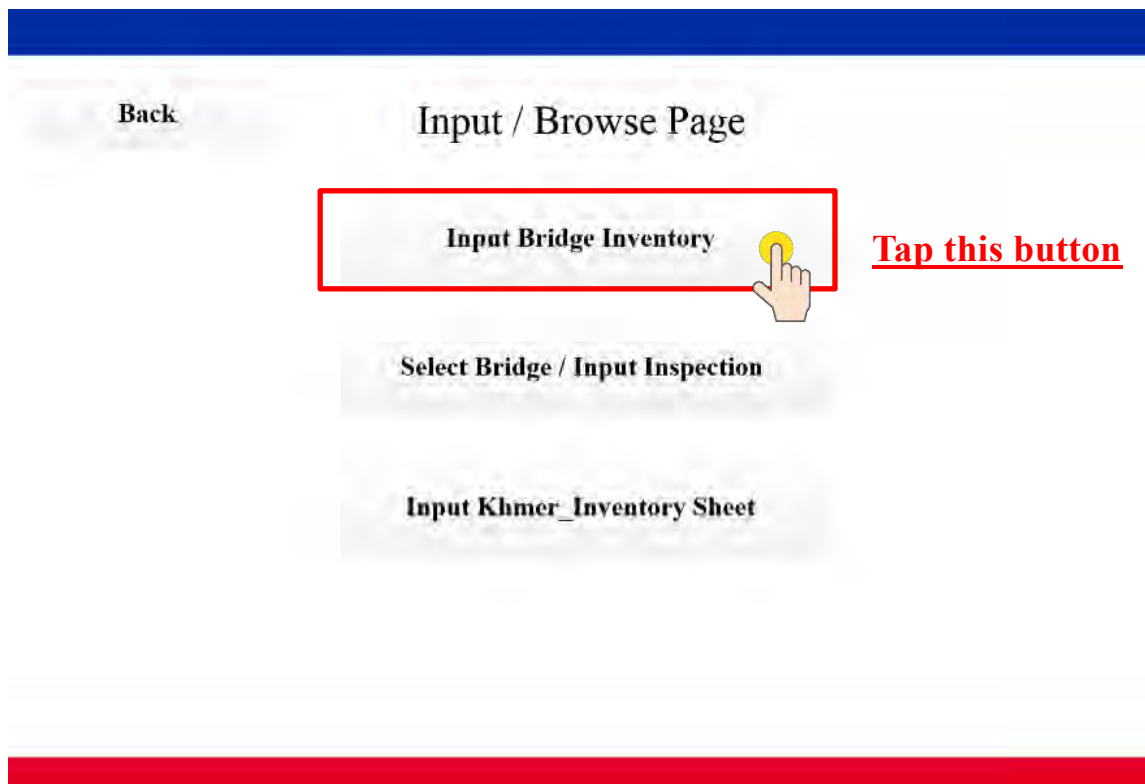 Back
Input / Browse Page
Input Bridge Inventory
Tap this button
Select Bridge / Input Inspection
Input Khmer_Inventory Sheet